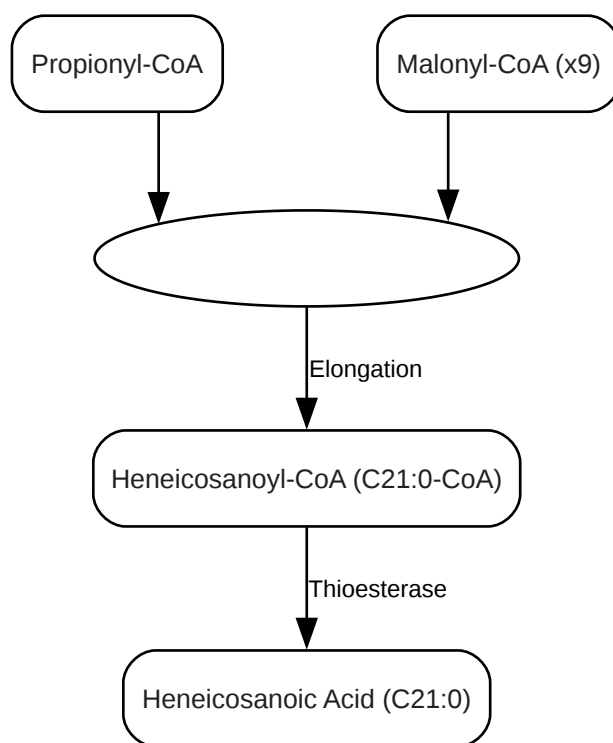 Propionyl-CoA
Malonyl-CoA (x9)
Elongation
Heneicosanoyl-CoA (C21:0-CoA)
Thioesterase
Heneicosanoic Acid (C21:0)